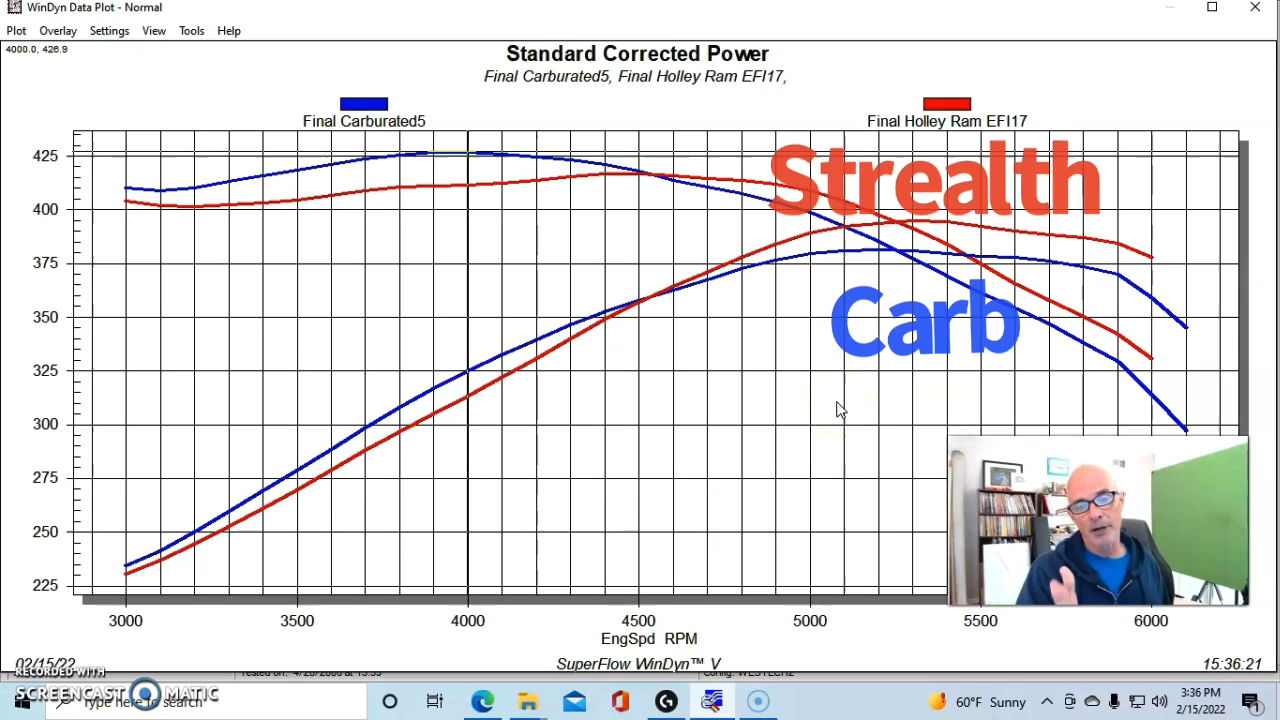 WinDyn Data Plot - Normal
Plot Overlay Settings View Tools Help
4000.0, 426.9
Standard Corrected Power
Final Carburated5, Final Holley Ram EFI17,
Final Carburated5 Final Holley Ram EFI17
Strealth
Carb
425
400
375
350
325
300
275
250
225
3000 3500 4000 4500 5000 5500 6000
EngSpd RPM
02/15/22 SuperFlow WinDyn™ V 15:36:21
RECORDED WITH
SCREENCAST MATIC
Type here to search
60°F Sunny
3:36 PM
2/15/2022
1